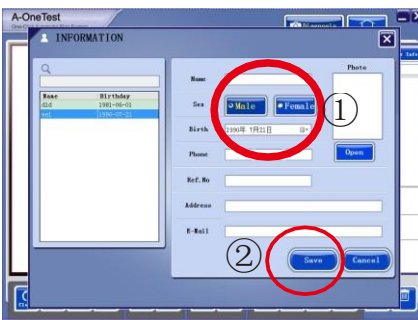 A-OneTest
Diagnosis
INFORMATION
Photo
Name
Name Birthday
did 1981-06-01
1990-07-21
Sex Male Female
①
Birth 1990年 7月21日
Phone Open
Ref. No
Address
E-Mail
②
Save Cancel